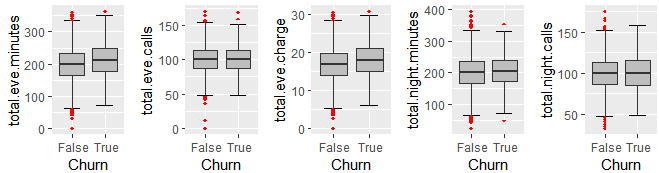 total.eve.minutes
300
200
100
0
False True
Churn
total.eve.calls
150
100
50
0
False True
Churn
total.eve.charge
30
20
10
0
False True
Churn
total.night.minutes
400
300
200
100
False True
Churn
total.night.calls
150
100
50
False True
Churn